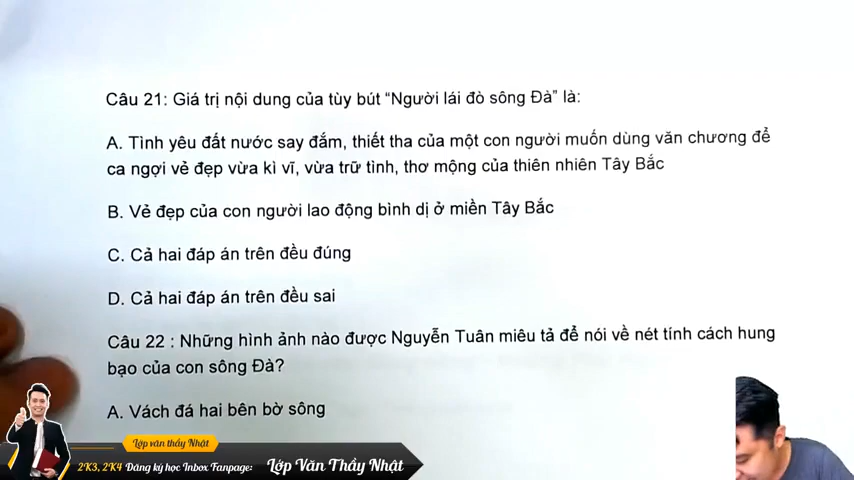 Câu 21: Giá trị nội dung của tùy bút “Người lái đò sông Đà” là:
A. Tình yêu đất nước say đắm, thiết tha của một con người muốn dùng văn chương để
ca ngợi vẻ đẹp vừa kì vĩ, vừa trữ tình, thơ mộng của thiên nhiên Tây Bắc
B. Vẻ đẹp của con người lao động bình dị ở miền Tây Bắc
C. Cả hai đáp án trên đều đúng
D. Cả hai đáp án trên đều sai
Câu 22 : Những hình ảnh nào được Nguyễn Tuân miêu tả để nói về nét tính cách hung
bạo của con sông Đà?
A. Vách đá hai bên bờ sông
Lớp văn thầy Nhật
2K3, 2K4 Đăng ký học Inbox Fanpage: Lớp Văn Thầy Nhật